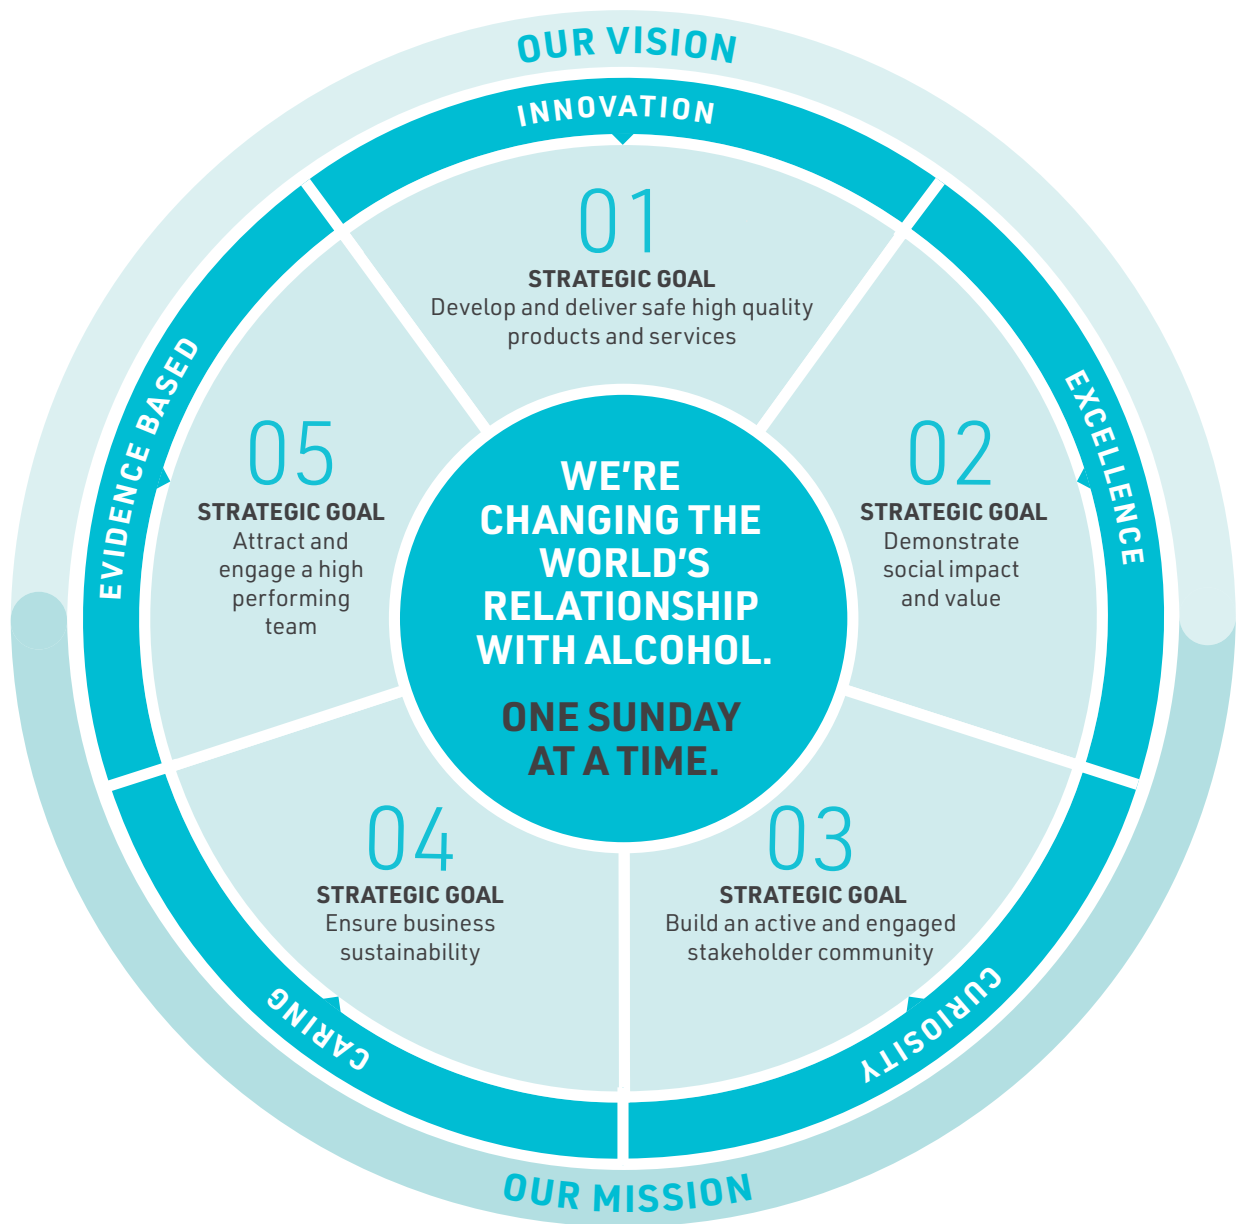 OUR VISION
INNOVATION
01
STRATEGIC GOAL
Develop and deliver safe high quality
products and services
EXCELLENCE
02
STRATEGIC GOAL
Demonstrate
social impact
and value
CURIOSITY
03
STRATEGIC GOAL
Build an active and engaged
stakeholder community
CARING
04
STRATEGIC GOAL
Ensure business
sustainability
EVIDENCE BASED
05
STRATEGIC GOAL
Attract and
engage a high
performing
team
WE'RE
CHANGING THE
WORLD'S
RELATIONSHIP
WITH ALCOHOL.
ONE SUNDAY
AT A TIME.
OUR MISSION